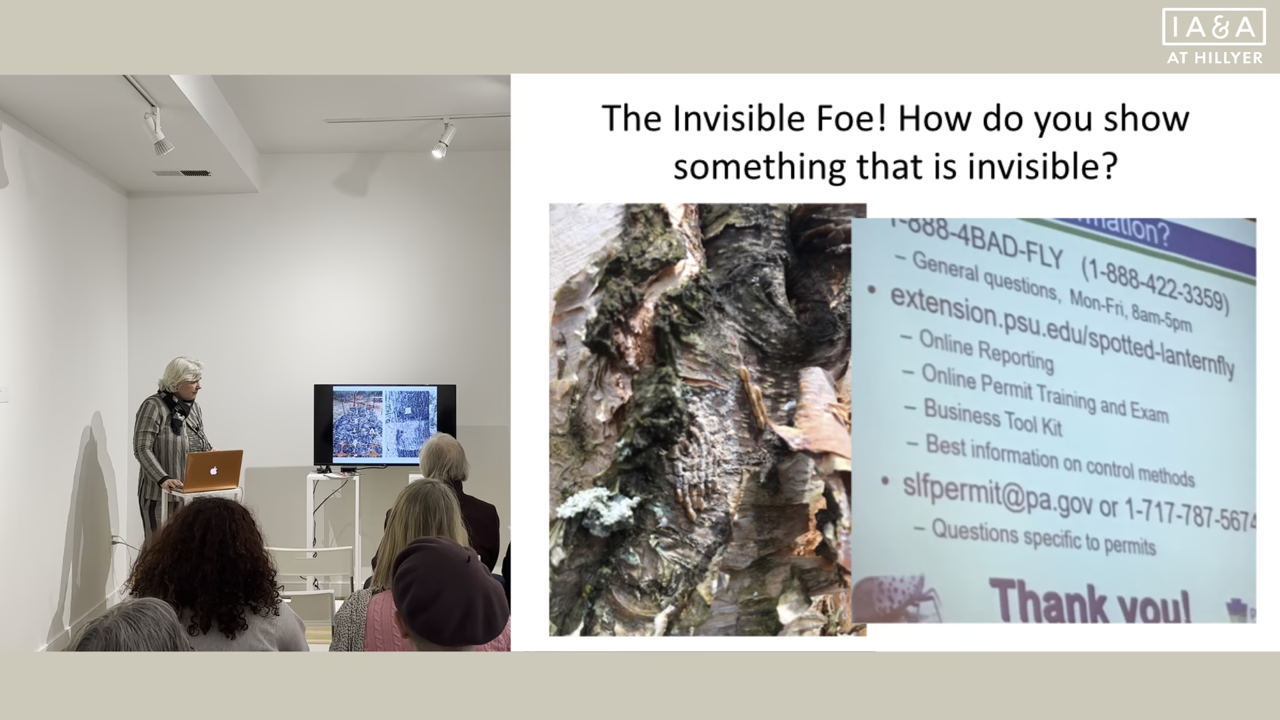 IA&A
AT HILLYER
The Invisible Foe! How do you show
something that is invisible?
1-888-4BAD-FLY (1-888-422-3359)
– General questions, Mon-Fri, 8am-5pm
• extension.psu.edu/spotted-lanternfly
– Online Reporting
– Online Permit Training and Exam
– Business Tool Kit
– Best information on control methods
• slfpermit@pa.gov or 1-717-787-5674
– Questions specific to permits
Thank you!